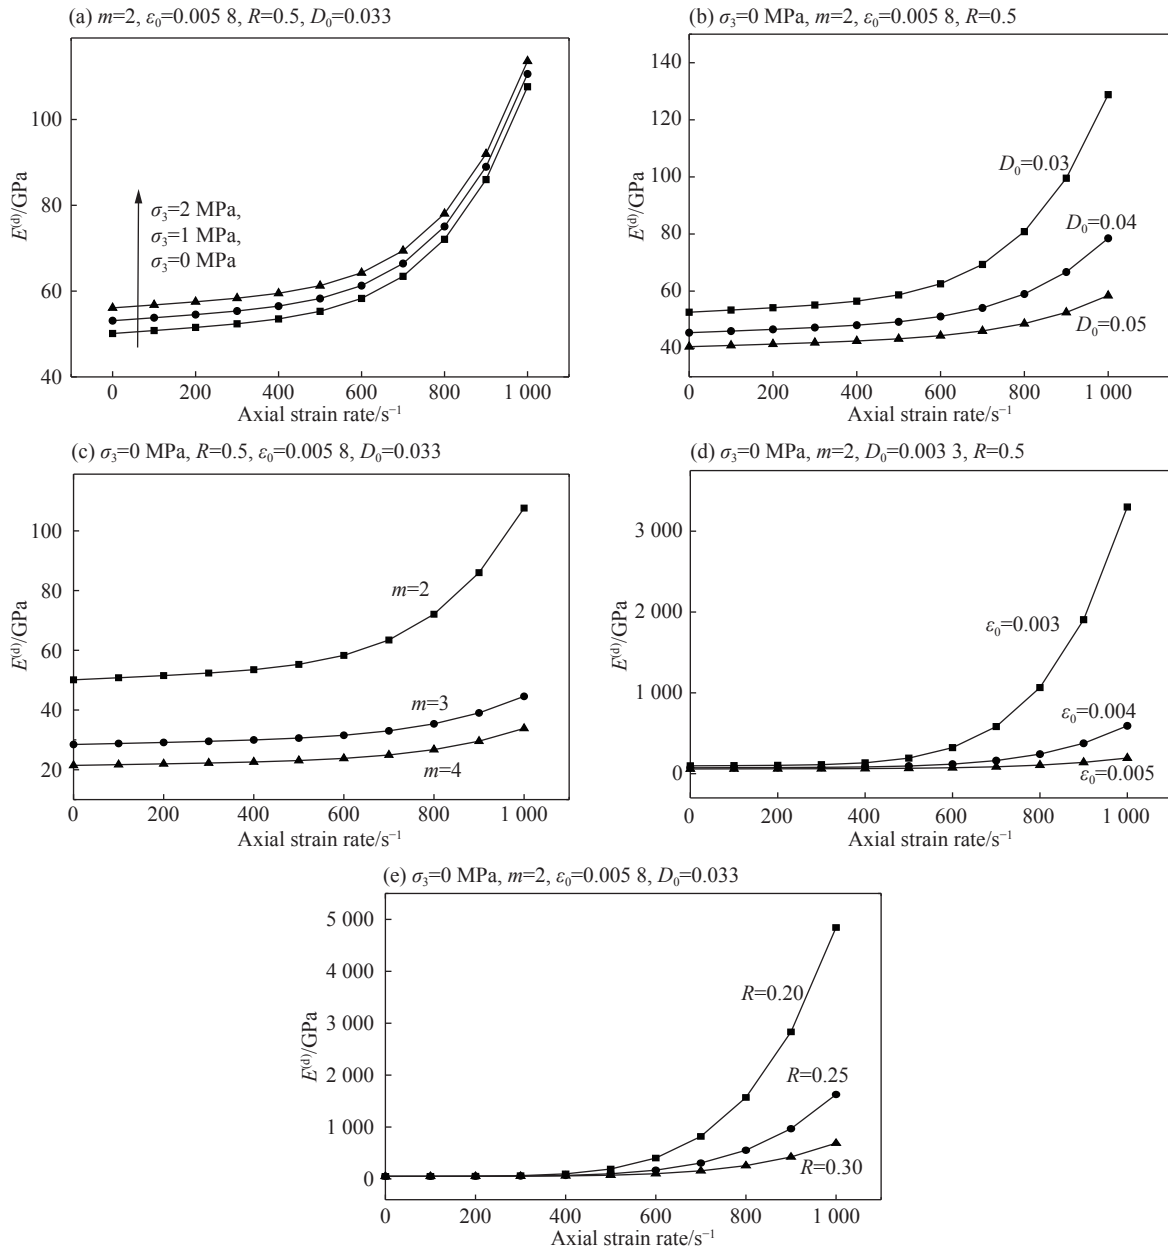 (a) m=2, ε₀=0.005 8, R=0.5, D₀=0.033
E⁽ᵈ⁾/GPa
100
80
60
40
σ₃=2 MPa,
σ₃=1 MPa,
σ₃=0 MPa
0 200 400 600 800 1 000
Axial strain rate/s⁻¹
(b) σ₃=0 MPa, m=2, ε₀=0.005 8, R=0.5
E⁽ᵈ⁾/GPa
140
120
100
80
60
40
D₀=0.03
D₀=0.04
D₀=0.05
0 200 400 600 800 1 000
Axial strain rate/s⁻¹
(c) σ₃=0 MPa, R=0.5, ε₀=0.005 8, D₀=0.033
E⁽ᵈ⁾/GPa
100
80
60
40
20
m=2
m=3
m=4
0 200 400 600 800 1 000
Axial strain rate/s⁻¹
(d) σ₃=0 MPa, m=2, D₀=0.003 3, R=0.5
E⁽ᵈ⁾/GPa
3 000
2 000
1 000
0
ε₀=0.003
ε₀=0.004
ε₀=0.005
0 200 400 600 800 1 000
Axial strain rate/s⁻¹
(e) σ₃=0 MPa, m=2, ε₀=0.005 8, D₀=0.033
E⁽ᵈ⁾/GPa
5 000
4 000
3 000
2 000
1 000
0
R=0.20
R=0.25
R=0.30
0 200 400 600 800 1 000
Axial strain rate/s⁻¹